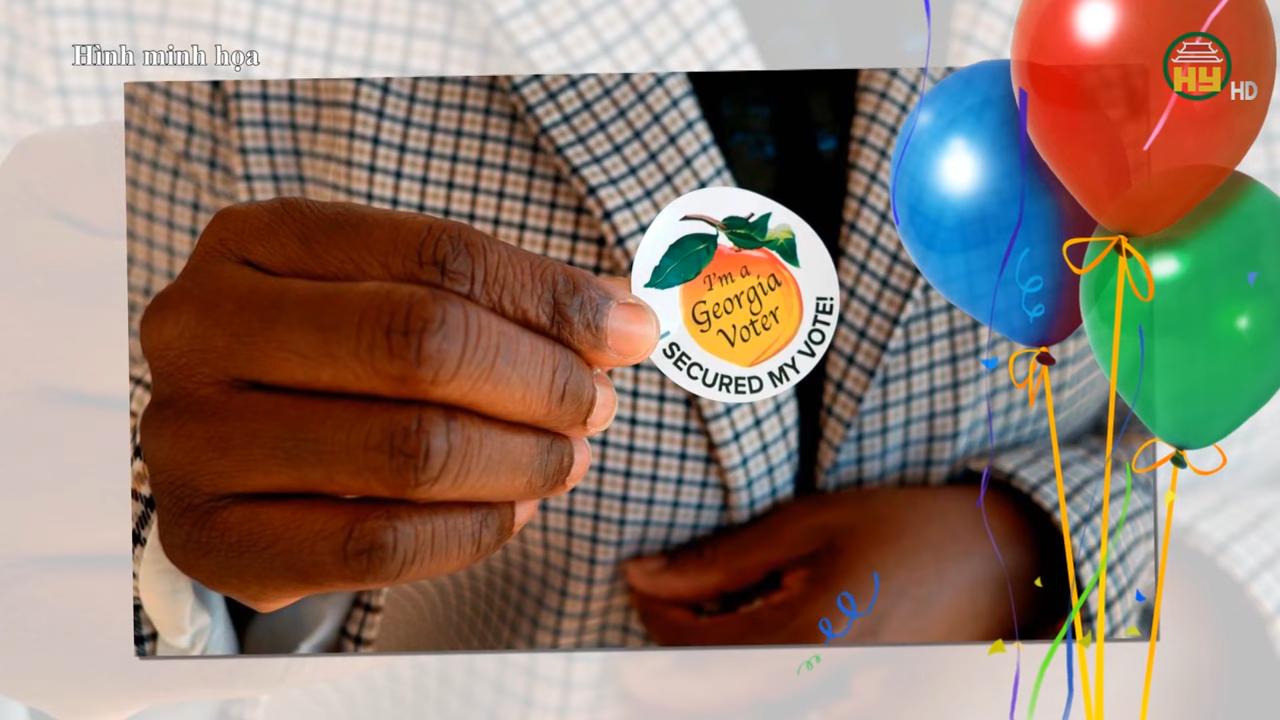 Hình minh họa
HY
HD
I'm a
Georgia
Voter
SECURED MY VOTE!